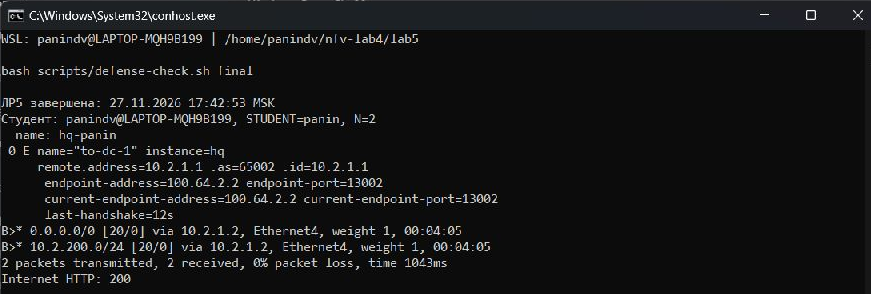 C:\Windows\System32\conhost.exe
WSL: panindv@LAPTOP-MQH9B199 | /home/panindv/nfv-lab4/lab5
bash scripts/defense-check.sh final
ЛР5 завершена: 27.11.2026 17:42:53 MSK
Студент: panindv@LAPTOP-MQH9B199, STUDENT=panin, N=2
name: hq-panin
0 E name="to-dc-1" instance=hq
remote.address=10.2.1.1 .as=65002 .id=10.2.1.1
endpoint-address=100.64.2.2 endpoint-port=13002
current-endpoint-address=100.64.2.2 current-endpoint-port=13002
last-handshake=12s
B>* 0.0.0.0/0 [20/0] via 10.2.1.2, Ethernet4, weight 1, 00:04:05
B>* 10.2.200.0/24 [20/0] via 10.2.1.2, Ethernet4, weight 1, 00:04:05
2 packets transmitted, 2 received, 0% packet loss, time 1043ms
Internet HTTP: 200